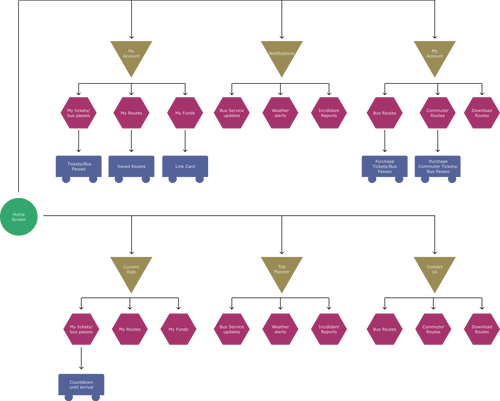 My
Account
Notifications
My
Account
My tickets/
bus passes
My Routes
My Funds
Bus Service
updates
Weather
alerts
Incidident
Reports
Bus Routes
Commuter
Routes
Download
Routes
Tickets/Bus
Passes
Saved Routes
Link Card
Purchase
Tickets/Bus
Passes
Purchase
Commuter Tickets/
Bus Passes
Home
Screen
Current
Ride
Trip
Planner
Contact
Us
My tickets/
bus passes
My Routes
My Funds
Bus Service
updates
Weather
alerts
Incidident
Reports
Bus Routes
Commuter
Routes
Download
Routes
Countdown
until Arrival